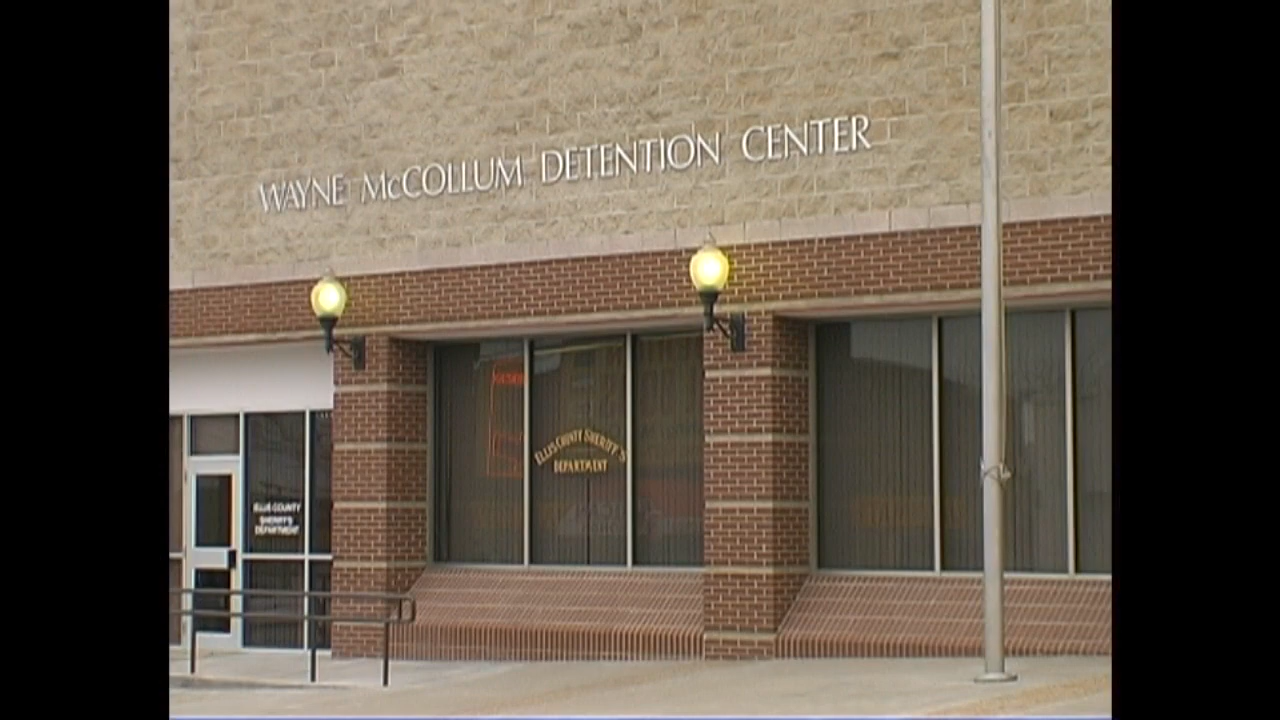 WAYNE McCOLLUM DETENTION CENTER
ELLIS COUNTY SHERIFF'S
DEPARTMENT
ELLIS COUNTY
SHERIFF'S
DEPARTMENT